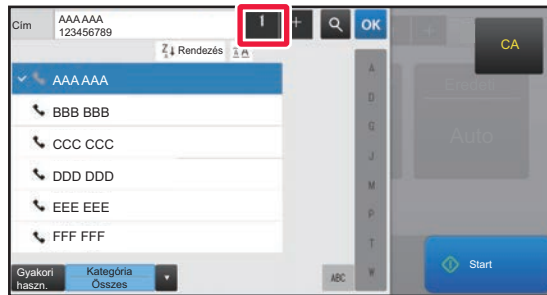 Cím
AAA AAA
123456789
1
+
OK
CA
Z↓A Rendezés
AAA AAA
BBB BBB
CCC CCC
DDD DDD
EEE EEE
FFF FFF
A
D
G
J
M
P
T
W
Eredeti
Auto
Gyakori
haszn.
Kategória
Összes
ABC
Start